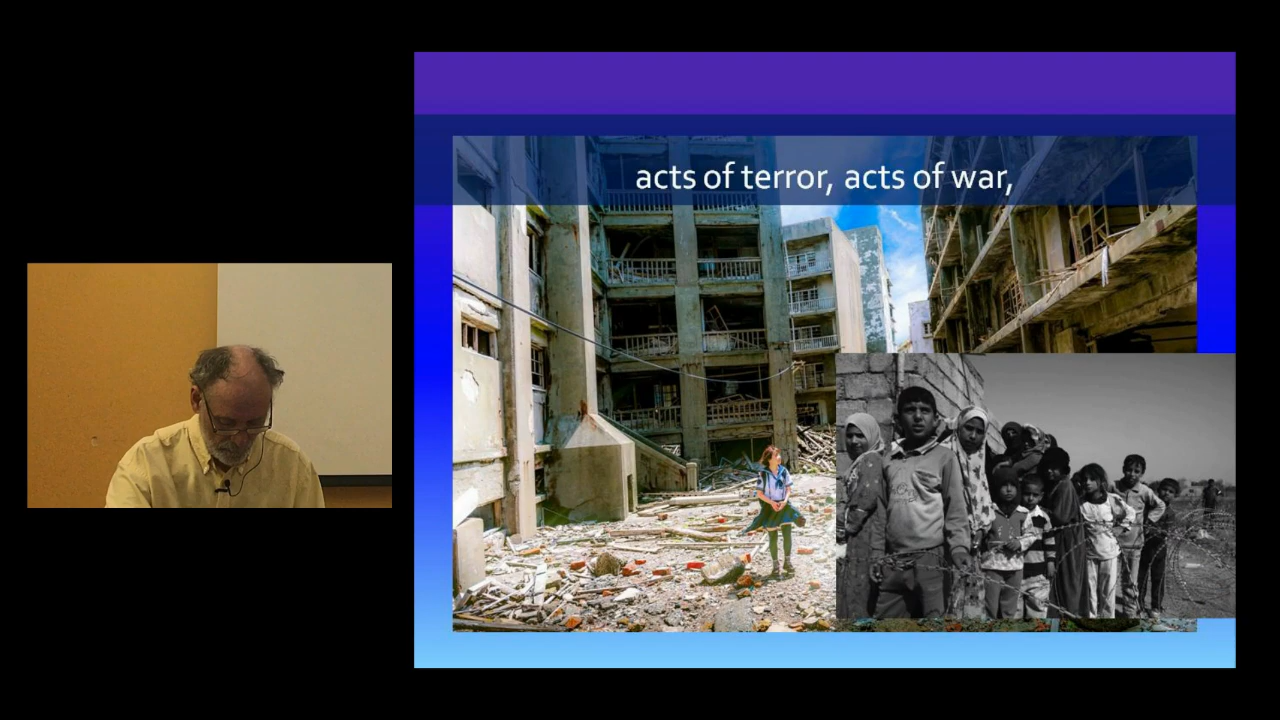 acts of terror, acts of war,